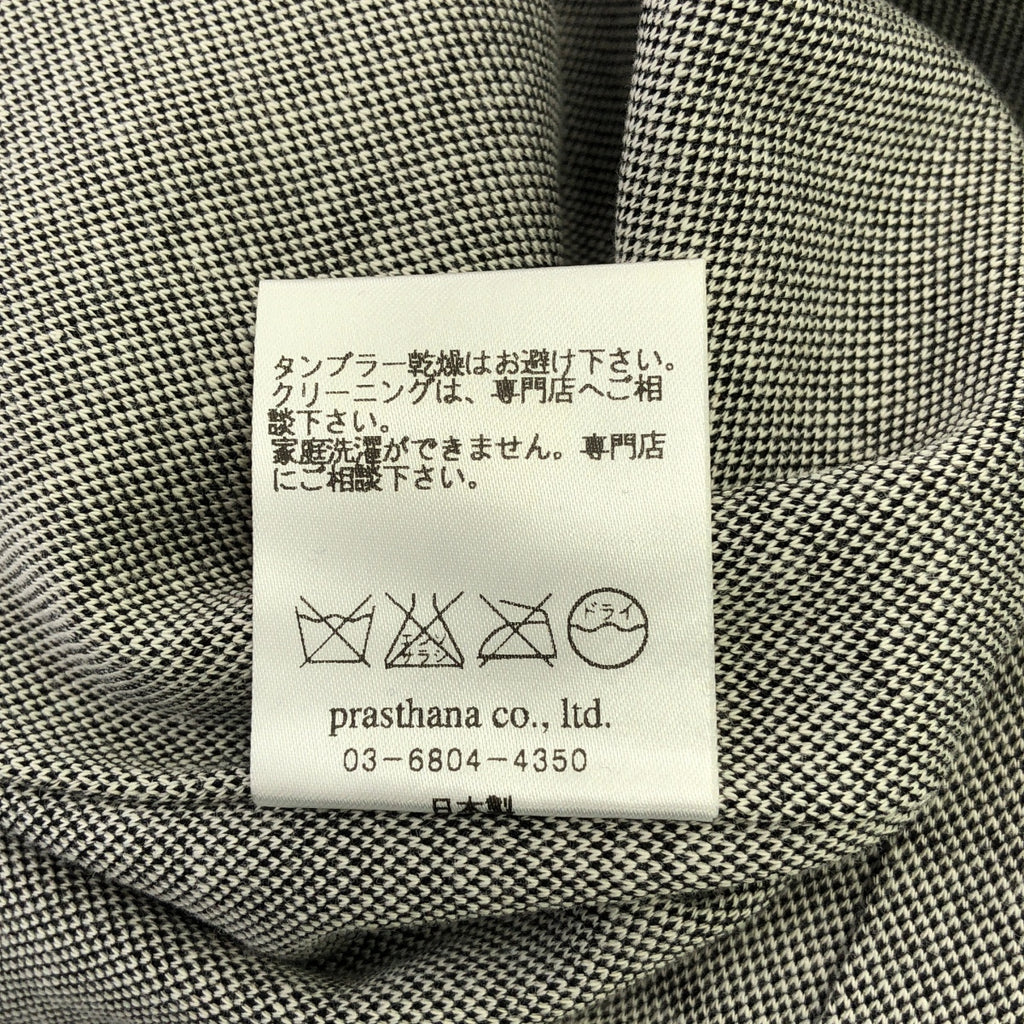 タンブラー乾燥はお避け下さい。
クリーニングは、専門店へご相
談下さい。
家庭洗濯ができません。専門店
にご相談下さい。
エンソ
サラシ
ドライ
prasthana co., ltd.
03-6804-4350
日本製